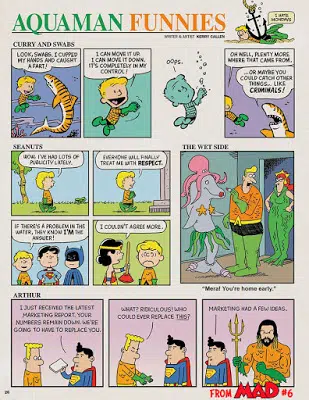 AQUAMAN FUNNIES
I HATE
MONDAYS
WRITER & ARTIST KERRY CALLEN
CURRY AND SWABS
LOOK, SWABS, I CUPPED
MY HANDS AND CAUGHT
A FART!
I CAN MOVE IT UP.
I CAN MOVE IT DOWN.
IT'S COMPLETELY IN MY
CONTROL!
OOPS.
OH WELL, PLENTY MORE
WHERE THAT CAME FROM.
... OR MAYBE YOU
COULD CATCH OTHER
THINGS... LIKE
CRIMINALS!
SEANUTS
WOW. I'VE HAD LOTS OF
PUBLICITY LATELY.
EVERYONE WILL FINALLY
TREAT ME WITH RESPECT.
IF THERE'S A PROBLEM IN
THE WATER, THEY KNOW I'M
THE ANSWER!
I COULDN'T AGREE MORE.
THE WET SIDE
"Mera! You're home early."
ARTHUR
I JUST RECEIVED THE LATEST
MARKETING REPORT. YOUR
NUMBERS REMAIN DOWN. WE'RE
GOING TO HAVE TO REPLACE YOU.
WHAT? RIDICULOUS! WHO
COULD EVER REPLACE THIS?
MARKETING HAD A FEW IDEAS.
FROM MAD #6